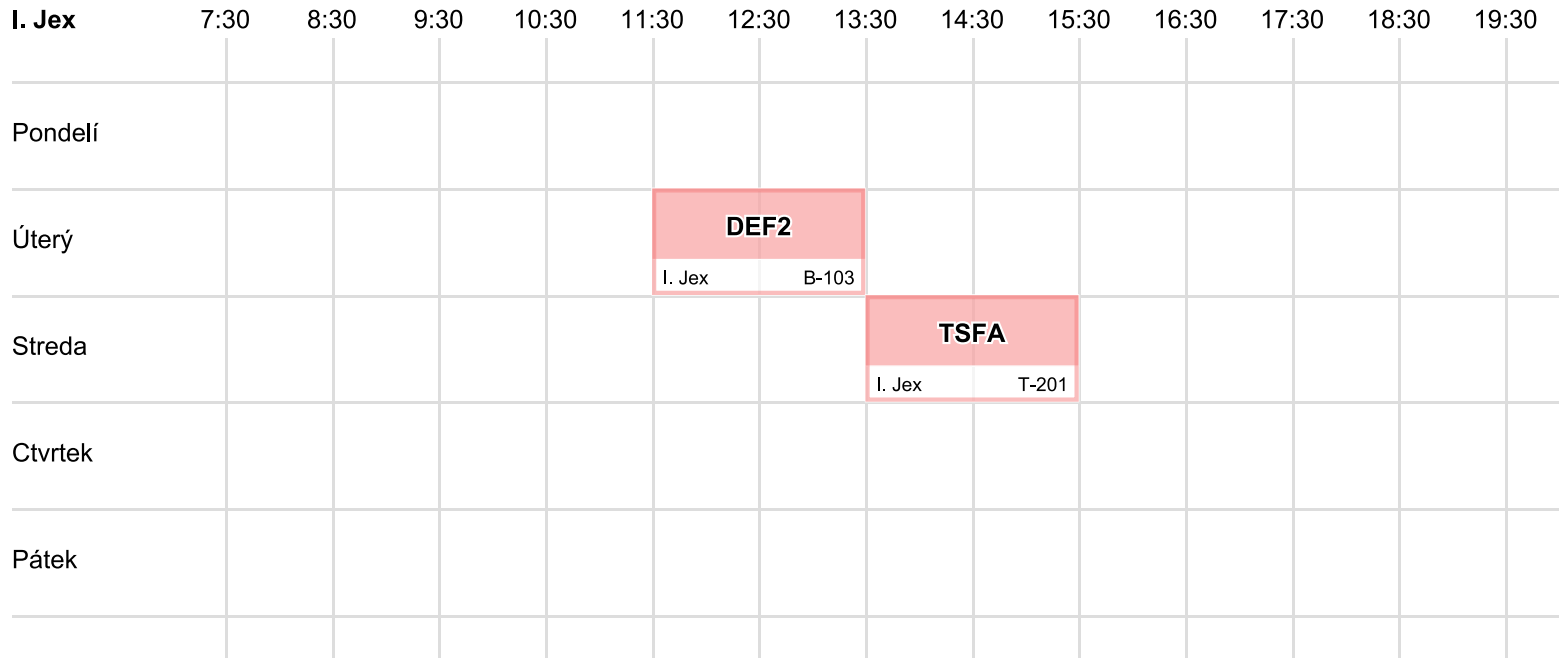 I. Jex 7:30 8:30 9:30 10:30 11:30 12:30 13:30 14:30 15:30 16:30 17:30 18:30 19:30
Pondelí
Úterý
DEF2
I. Jex B-103
Streda
TSFA
I. Jex T-201
Ctvrtek
Pátek